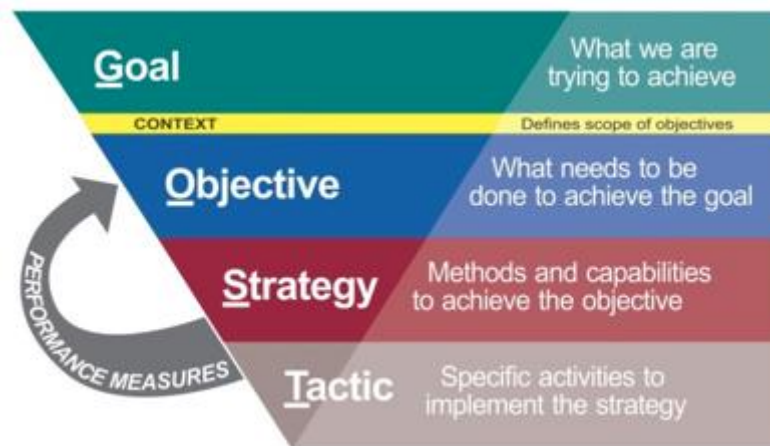 Goal
What we are
trying to achieve
CONTEXT
Defines scope of objectives
Objective
What needs to be
done to achieve the goal
Strategy
Methods and capabilities
to achieve the objective
Tactic
Specific activities to
implement the strategy
PERFORMANCE MEASURES